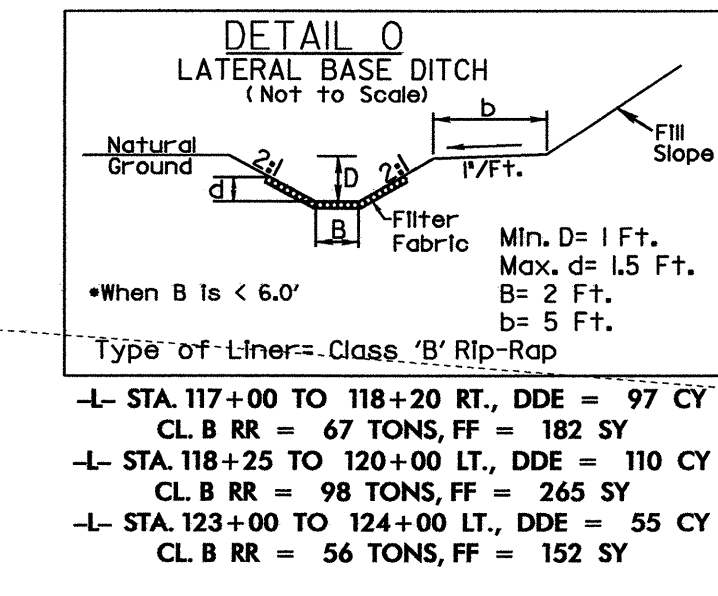 DETAIL O
LATERAL BASE DITCH
(Not to Scale)
b
Natural
Ground
2:1
D
2:1
1"/Ft.
Fill
Slope
d
B
Filter
Fabric
Min. D= 1 Ft.
Max. d= 1.5 Ft.
B= 2 Ft.
b= 5 Ft.
*When B is < 6.0'
Type of Liner= Class 'B' Rip-Rap
-L- STA. 117+00 TO 118+20 RT., DDE = 97 CY
CL. B RR = 67 TONS, FF = 182 SY
-L- STA. 118+25 TO 120+00 LT., DDE = 110 CY
CL. B RR = 98 TONS, FF = 265 SY
-L- STA. 123+00 TO 124+00 LT., DDE = 55 CY
CL. B RR = 56 TONS, FF = 152 SY